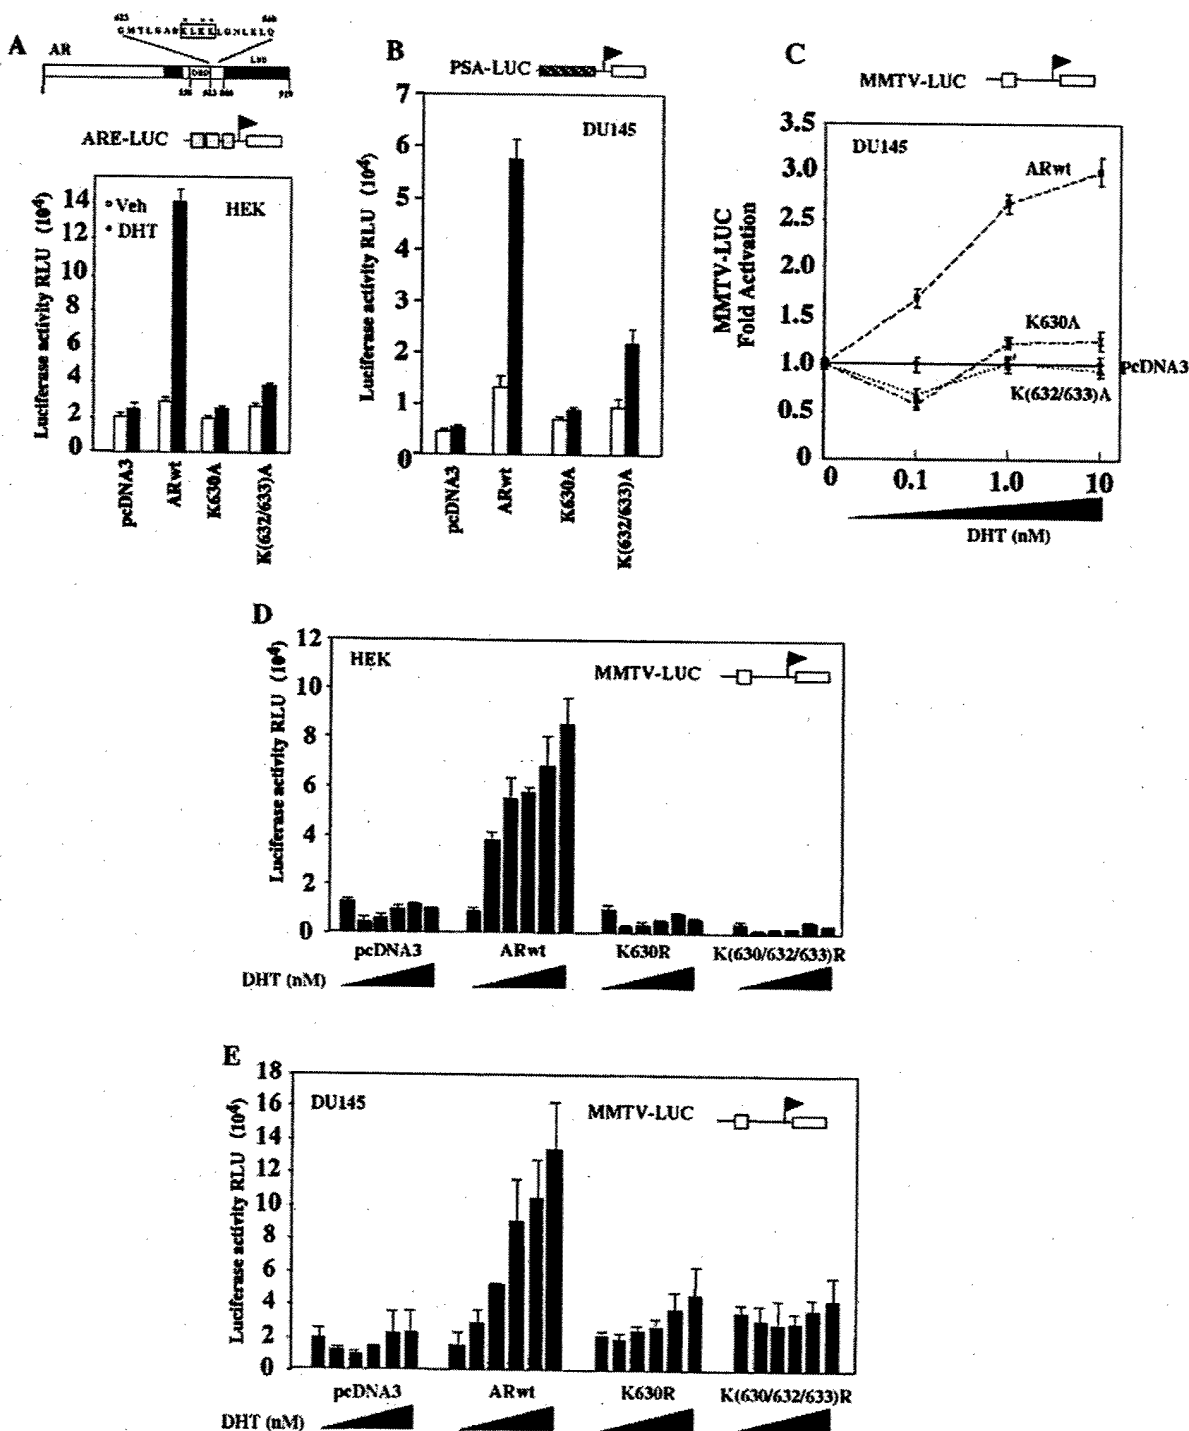 A
AR
GMTLGARKLKKLGNLKLQ
DBD
LBD
919
ARE-LUC
Luciferase activity RLU (10⁴)
14
12
10
8
6
4
2
0
Veh
DHT
HEK
pcDNA3
ARwt
K630A
K(632/633)A
B
PSA-LUC
Luciferase activity RLU (10⁴)
7
6
5
4
3
2
1
0
DU145
pcDNA3
ARwt
K630A
K(632/633)A
C
MMTV-LUC
MMTV-LUC
Fold Activation
3.5
3.0
2.5
2.0
1.5
1.0
0.5
0
DU145
ARwt
K630A
pcDNA3
K(632/633)A
0 0.1 1.0 10
DHT (nM)
D
Luciferase activity RLU (10⁴)
12
10
8
6
4
2
0
HEK
MMTV-LUC
pcDNA3 ARwt K630R K(630/632/633)R
DHT (nM)
E
Luciferase activity RLU (10⁴)
18
16
14
12
10
8
6
4
2
0
DU145
MMTV-LUC
pcDNA3 ARwt K630R K(630/632/633)R
DHT (nM)